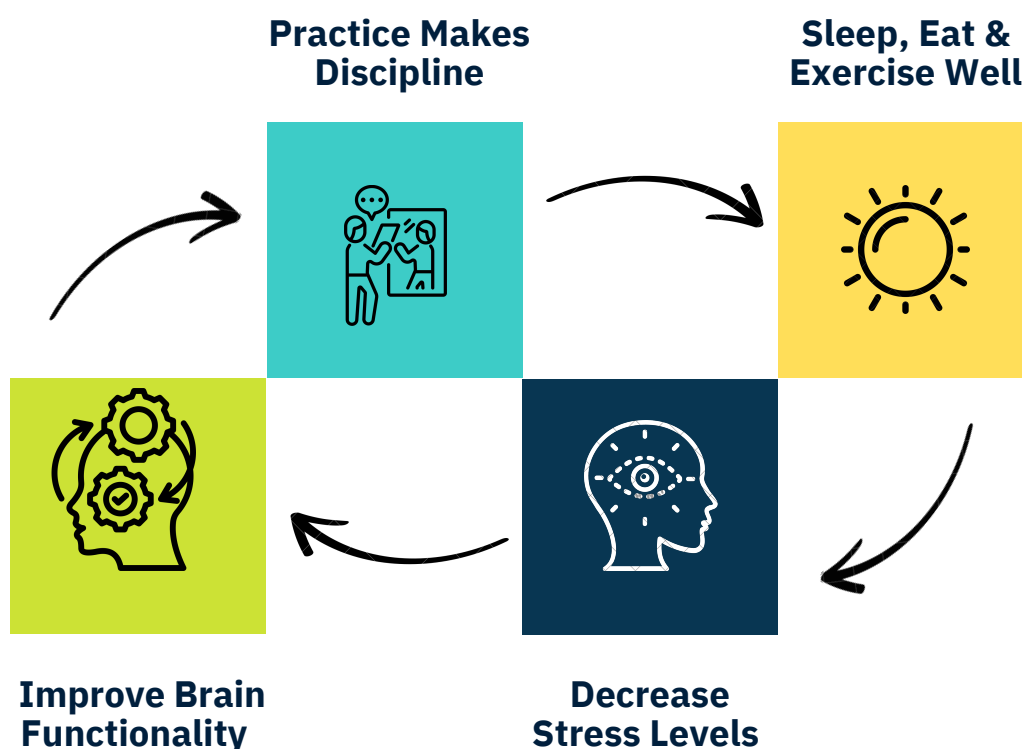 Practice Makes
Discipline
Sleep, Eat &
Exercise Well
Improve Brain
Functionality
Decrease
Stress Levels